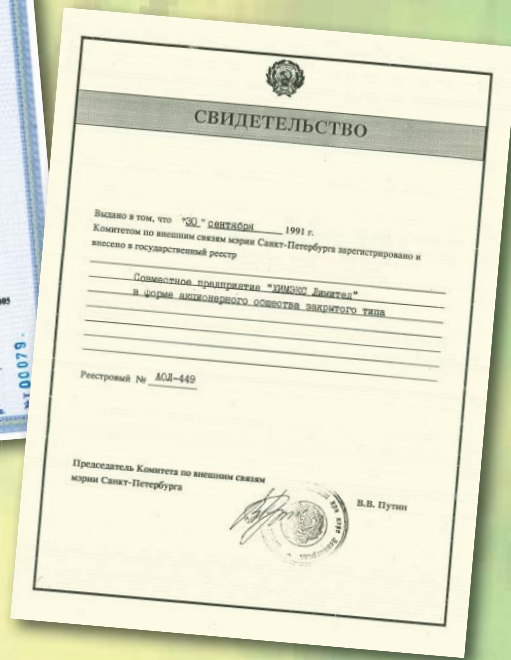 СВИДЕТЕЛЬСТВО
Выдано в том, что "30" сентября 1991 г.
Комитетом по внешним связям мэрии Санкт-Петербурга зарегистрировано и
внесено в государственный реестр
Совместное предприятие "ХИМЭКС Лимитед"
в форме акционерного общества закрытого типа
Реестровый № АОЛ-449
Председатель Комитета по внешним связям
мэрии Санкт-Петербурга
В.В. Путин
00079